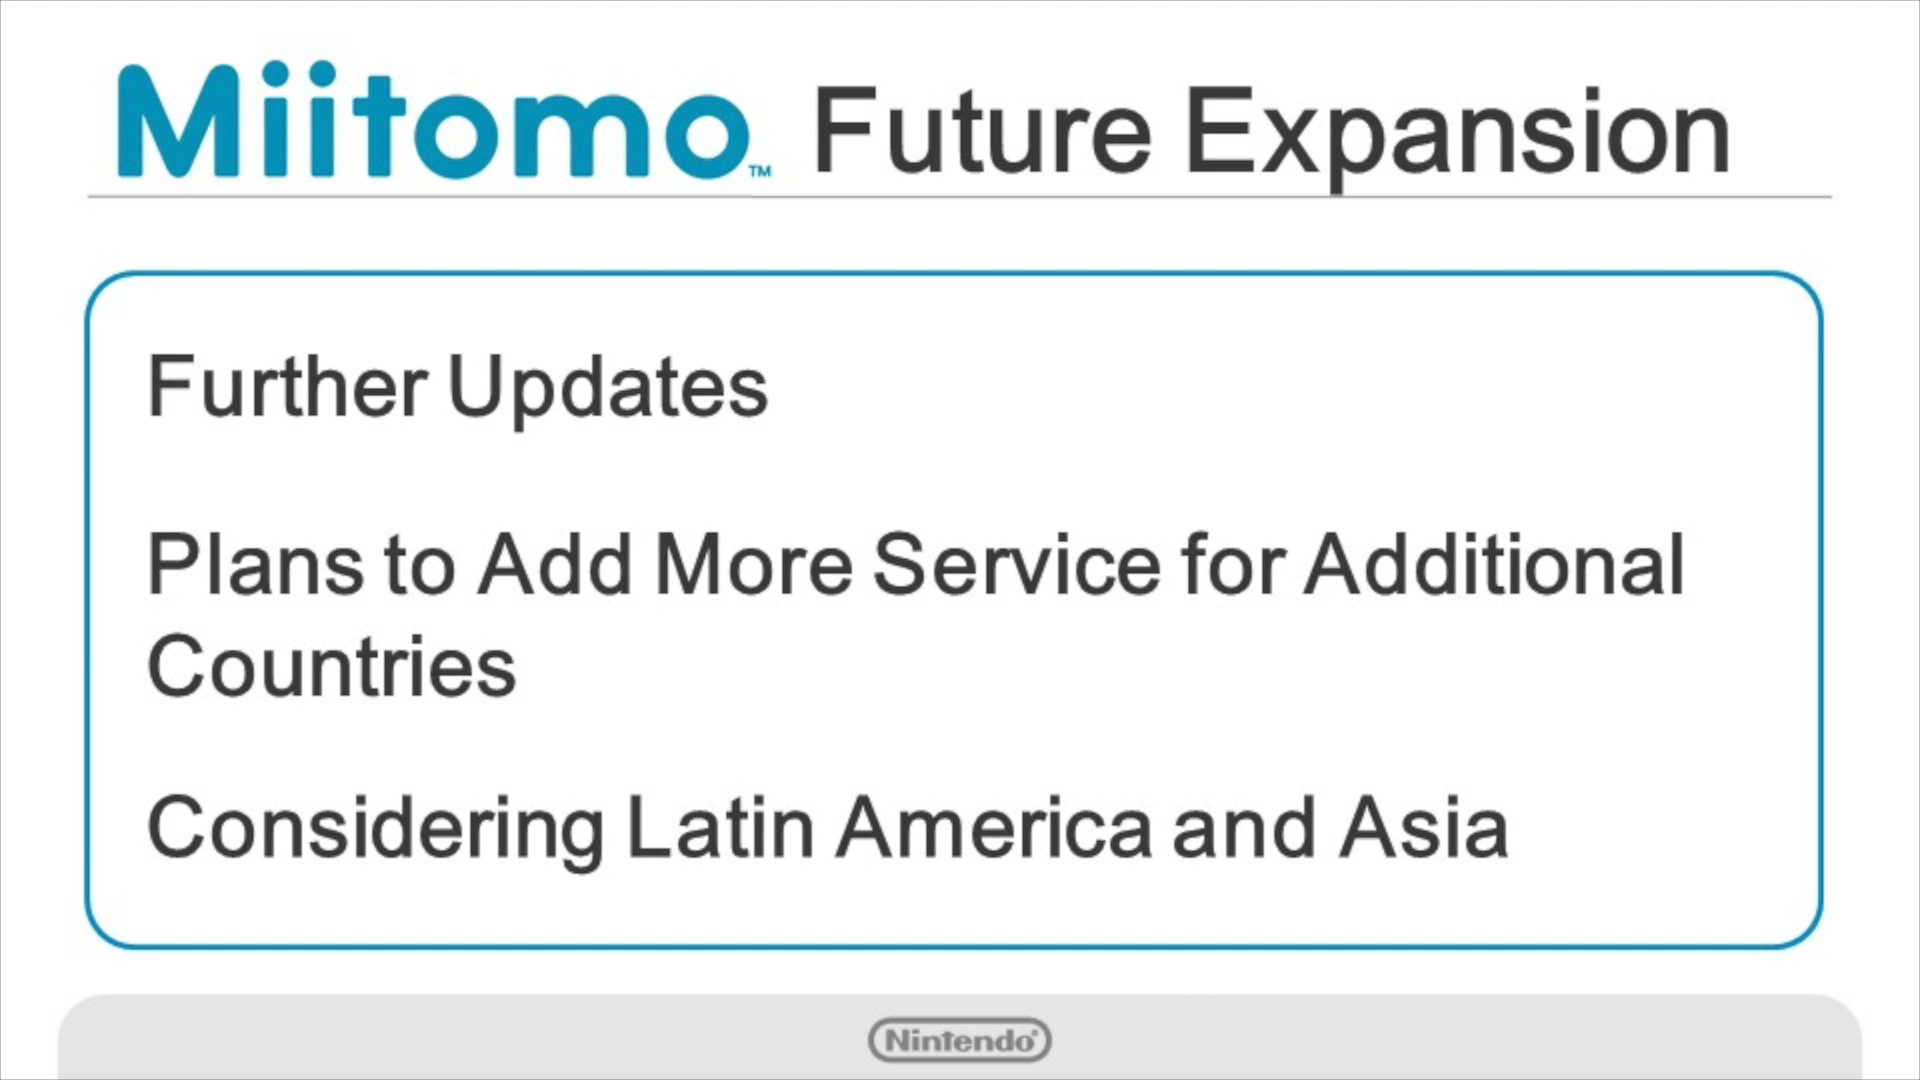 Miitomo™ Future Expansion
Further Updates
Plans to Add More Service for Additional
Countries
Considering Latin America and Asia
Nintendo®